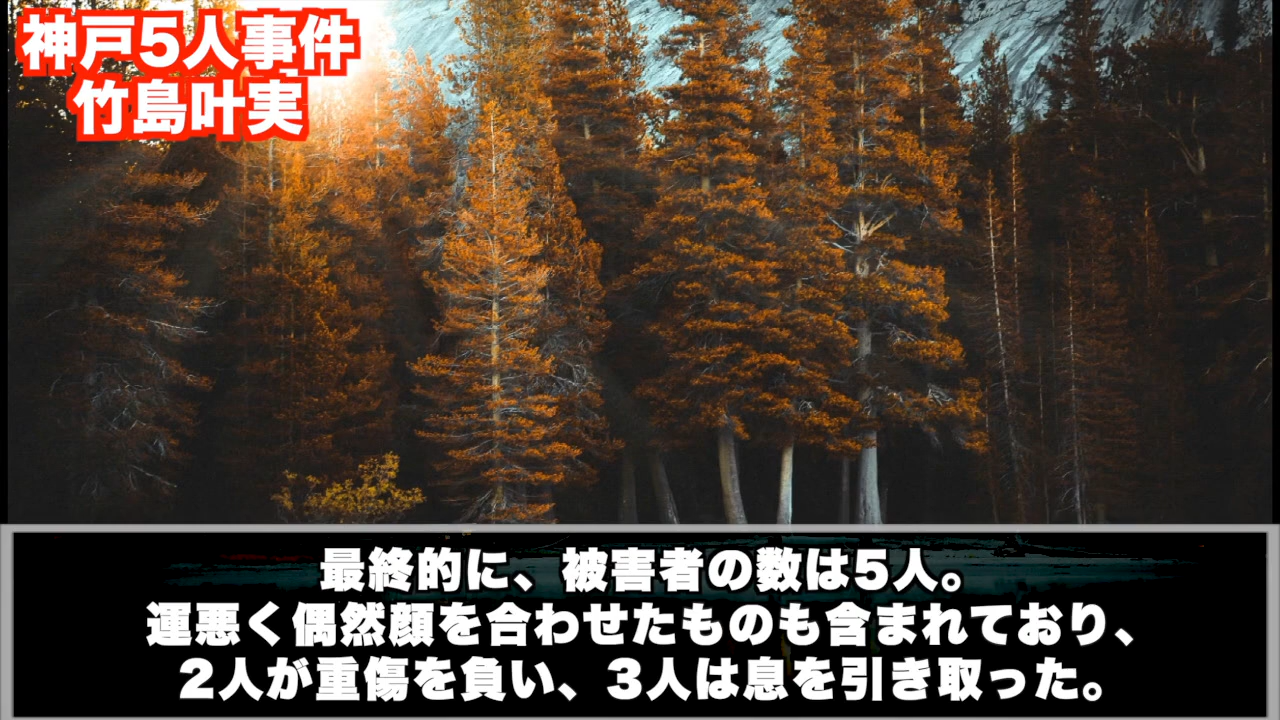 神戸5人事件
竹島叶実
最終的に、被害者の数は5人。
運悪く偶然顔を合わせたものも含まれており、
2人が重傷を負い、3人は息を引き取った。